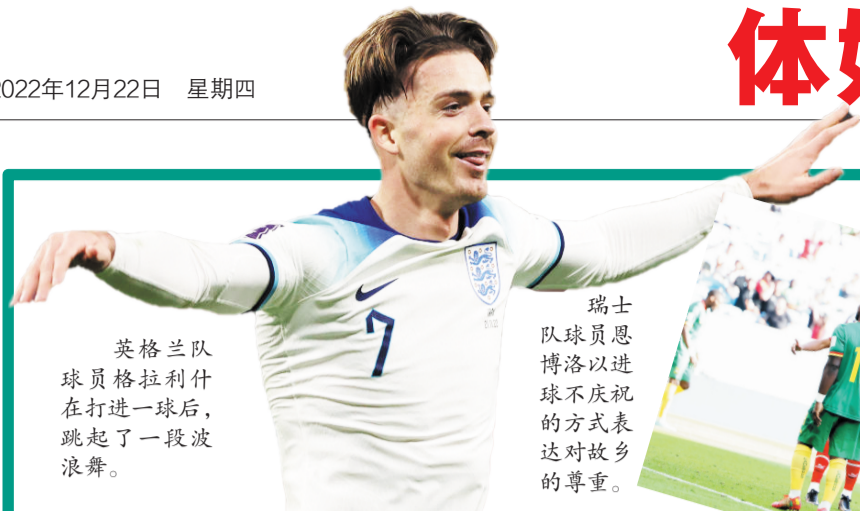 2022年12月22日 星期四
体
7
英格兰队
球员格拉利什
在打进一球后，
跳起了一段波
浪舞。
瑞士
队球员恩
博洛以进
球不庆祝
的方式表
达对故乡
的尊重。